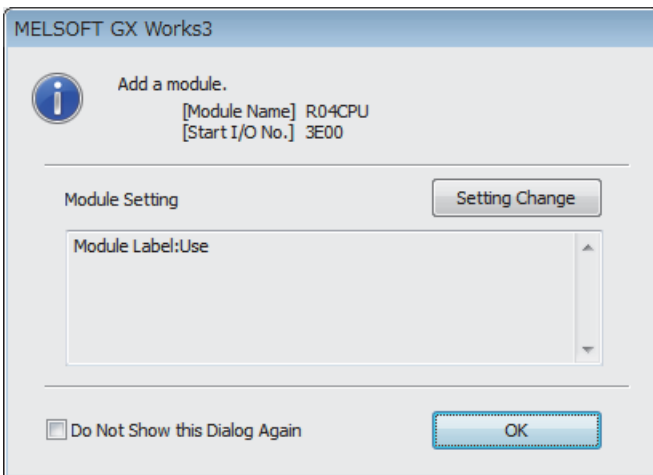 MELSOFT GX Works3
Add a module.
[Module Name] R04CPU
[Start I/O No.] 3E00
Module Setting
Setting Change
Module Label:Use
Do Not Show this Dialog Again
OK